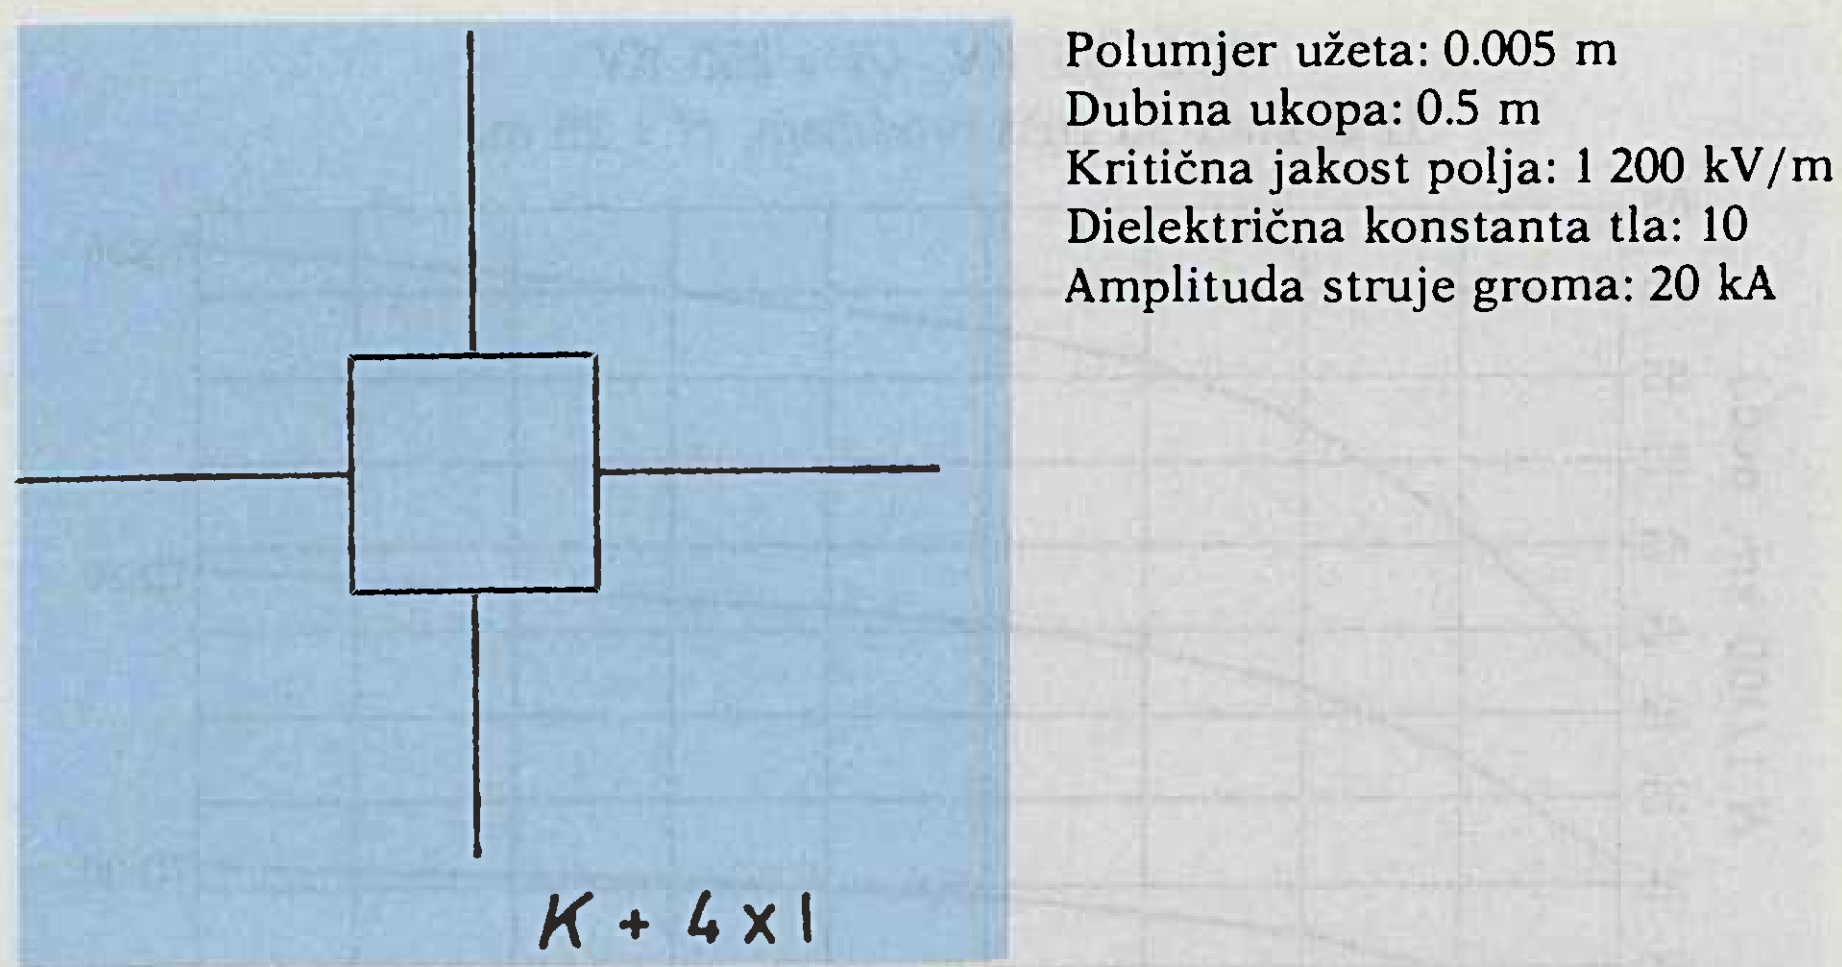 Polumjer užeta: 0.005 m
Dubina ukopa: 0.5 m
Kritična jakost polja: 1 200 kV/m
Dielektrična konstanta tla: 10
Amplituda struje groma: 20 kA
K + 4 x l